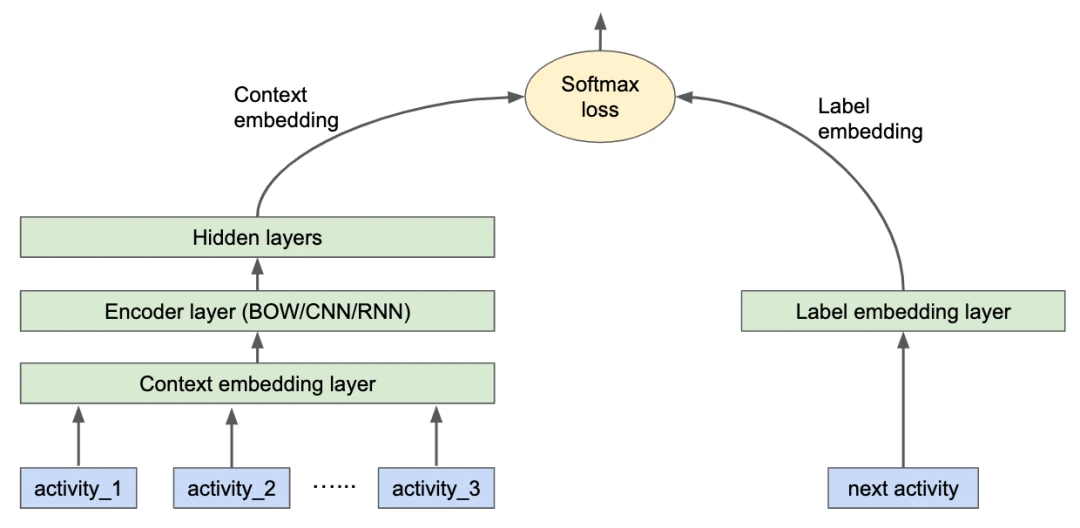 Softmax
loss
Context
embedding
Label
embedding
Hidden layers
Encoder layer (BOW/CNN/RNN)
Label embedding layer
Context embedding layer
activity_1
activity_2
......
activity_3
next activity